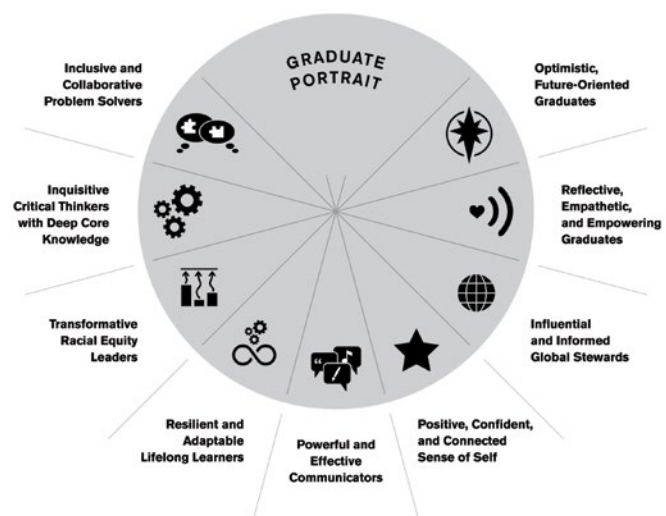 GRADUATE
PORTRAIT
Inclusive and
Collaborative
Problem Solvers
Optimistic,
Future-Oriented
Graduates
Inquisitive
Critical Thinkers
with Deep Core
Knowledge
Reflective,
Empathetic,
and Empowering
Graduates
Transformative
Racial Equity
Leaders
Influential
and Informed
Global Stewards
Resilient and
Adaptable
Lifelong Learners
Powerful and
Effective
Communicators
Positive, Confident,
and Connected
Sense of Self